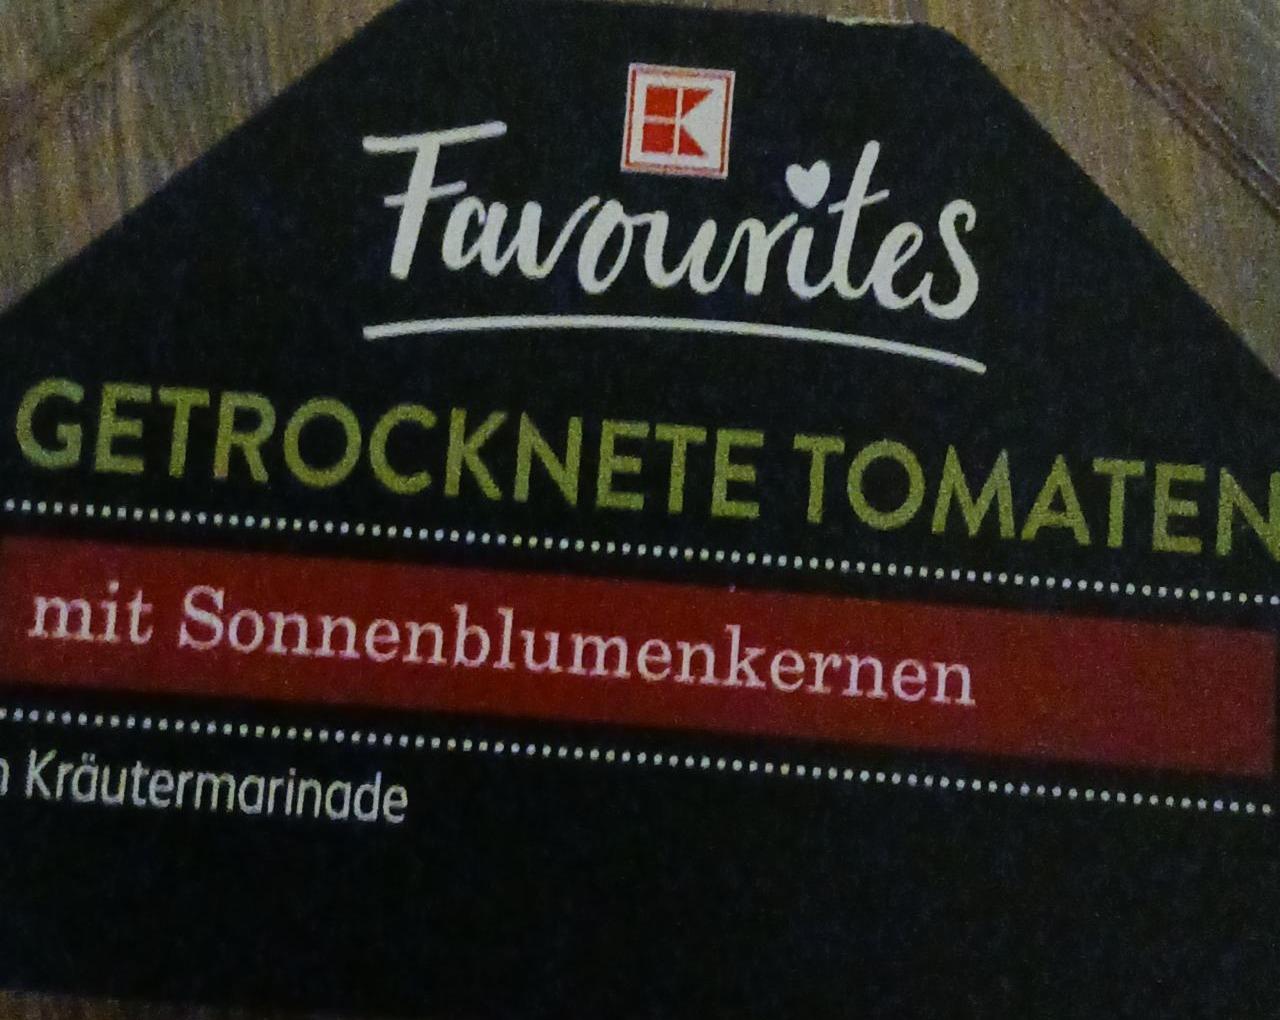 K
Favourites
GETROCKNETE TOMATEN
mit Sonnenblumenkernen
Kräutermarinade